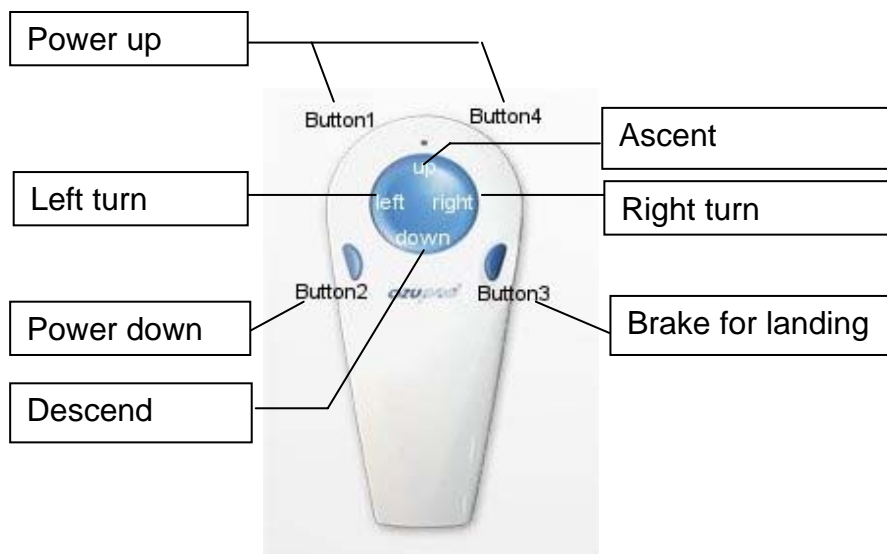 Power up
Button1
Button4
Ascent
up
Left turn
left
right
Right turn
down
Button2
ozupad
Button3
Power down
Brake for landing
Descend